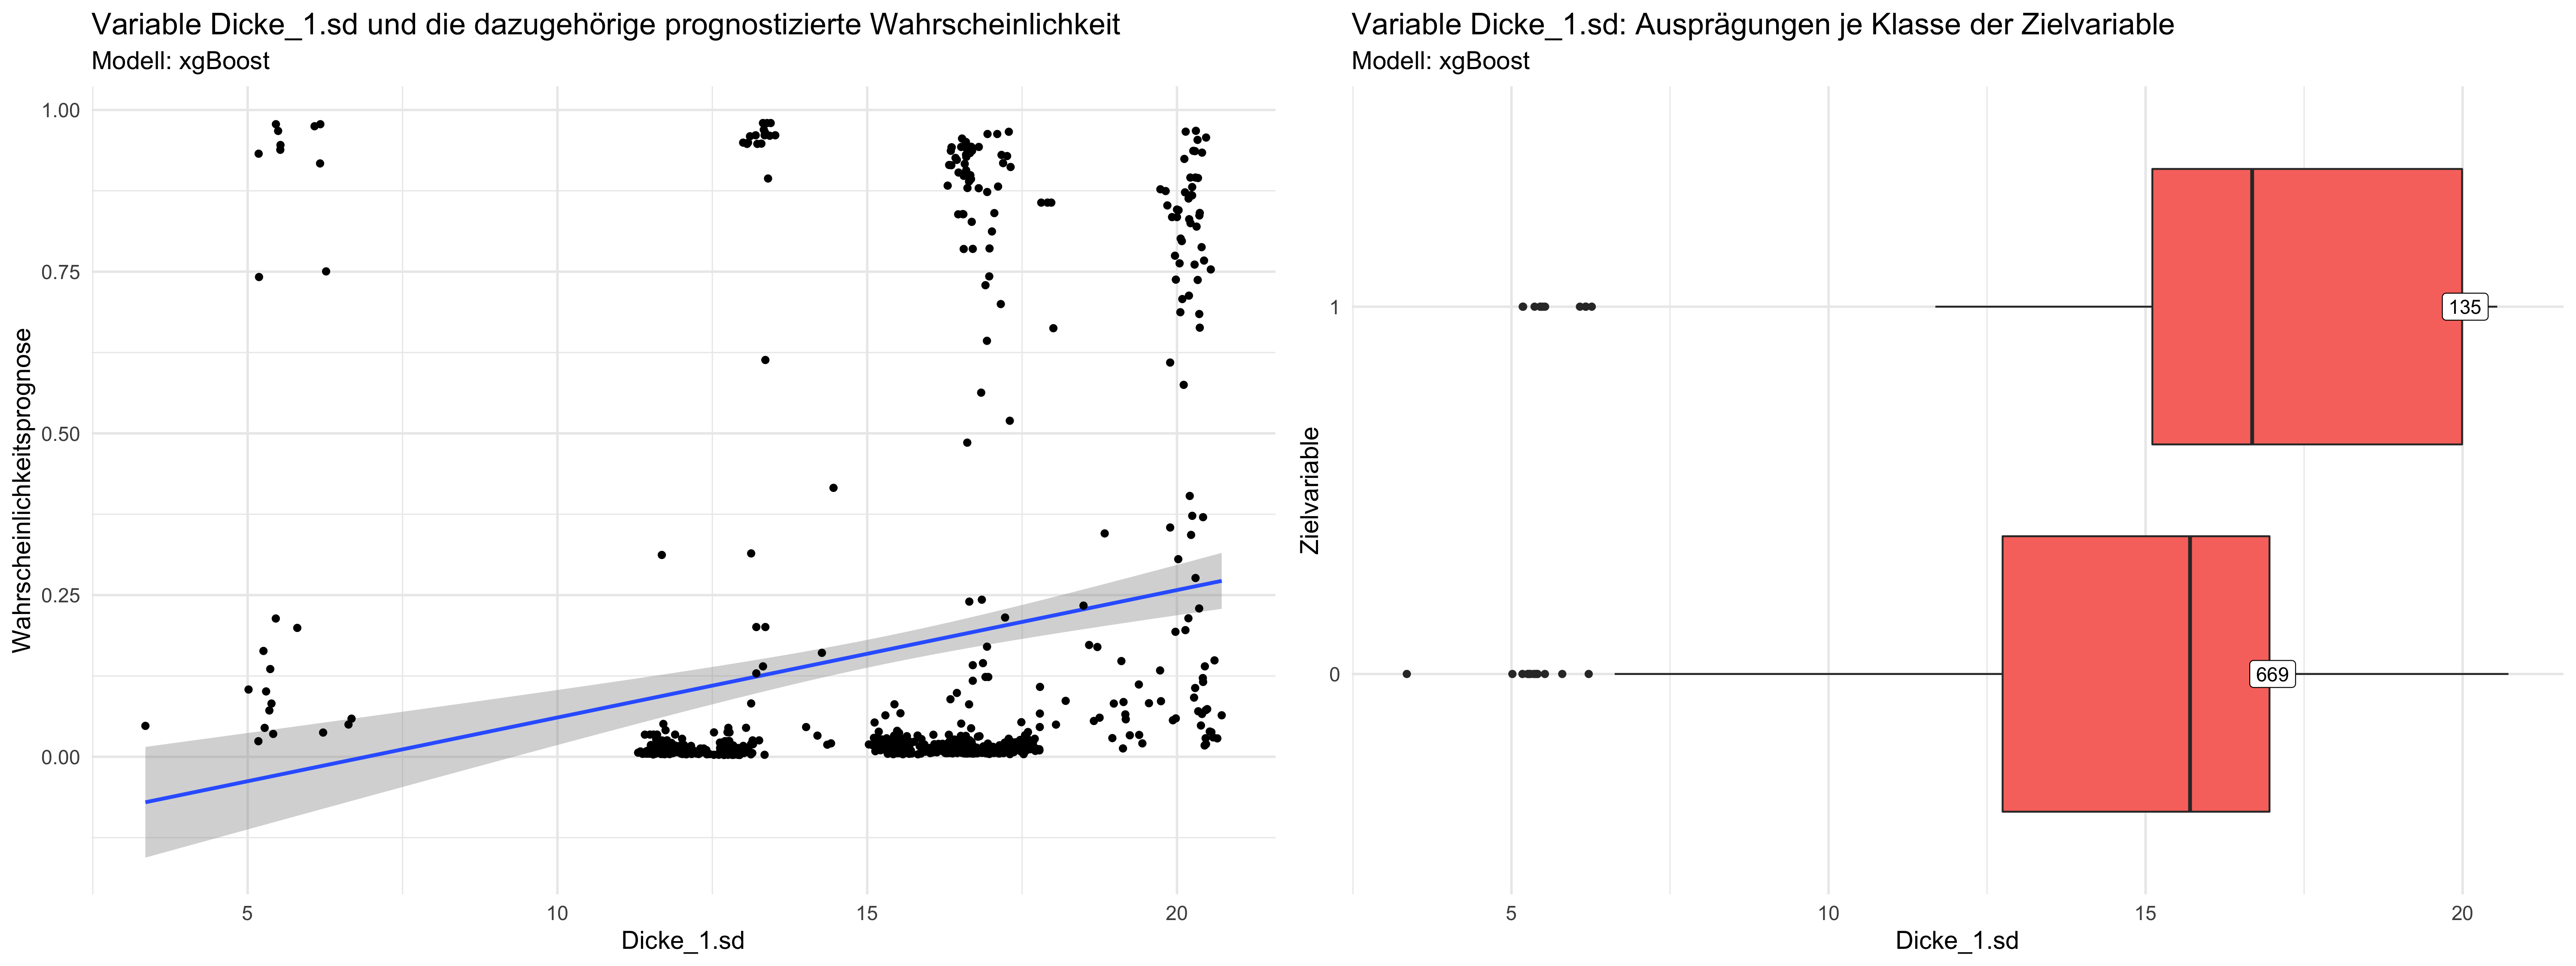 Variable Dicke_1.sd und die dazugehörige prognostizierte Wahrscheinlichkeit
Modell: xgBoost
Wahrscheinlichkeitsprognose
1.00
0.75
0.50
0.25
0.00
5 10 15 20
Dicke_1.sd
Variable Dicke_1.sd: Ausprägungen je Klasse der Zielvariable
Modell: xgBoost
Zielvariable
1
135
0
669
5 10 15 20
Dicke_1.sd